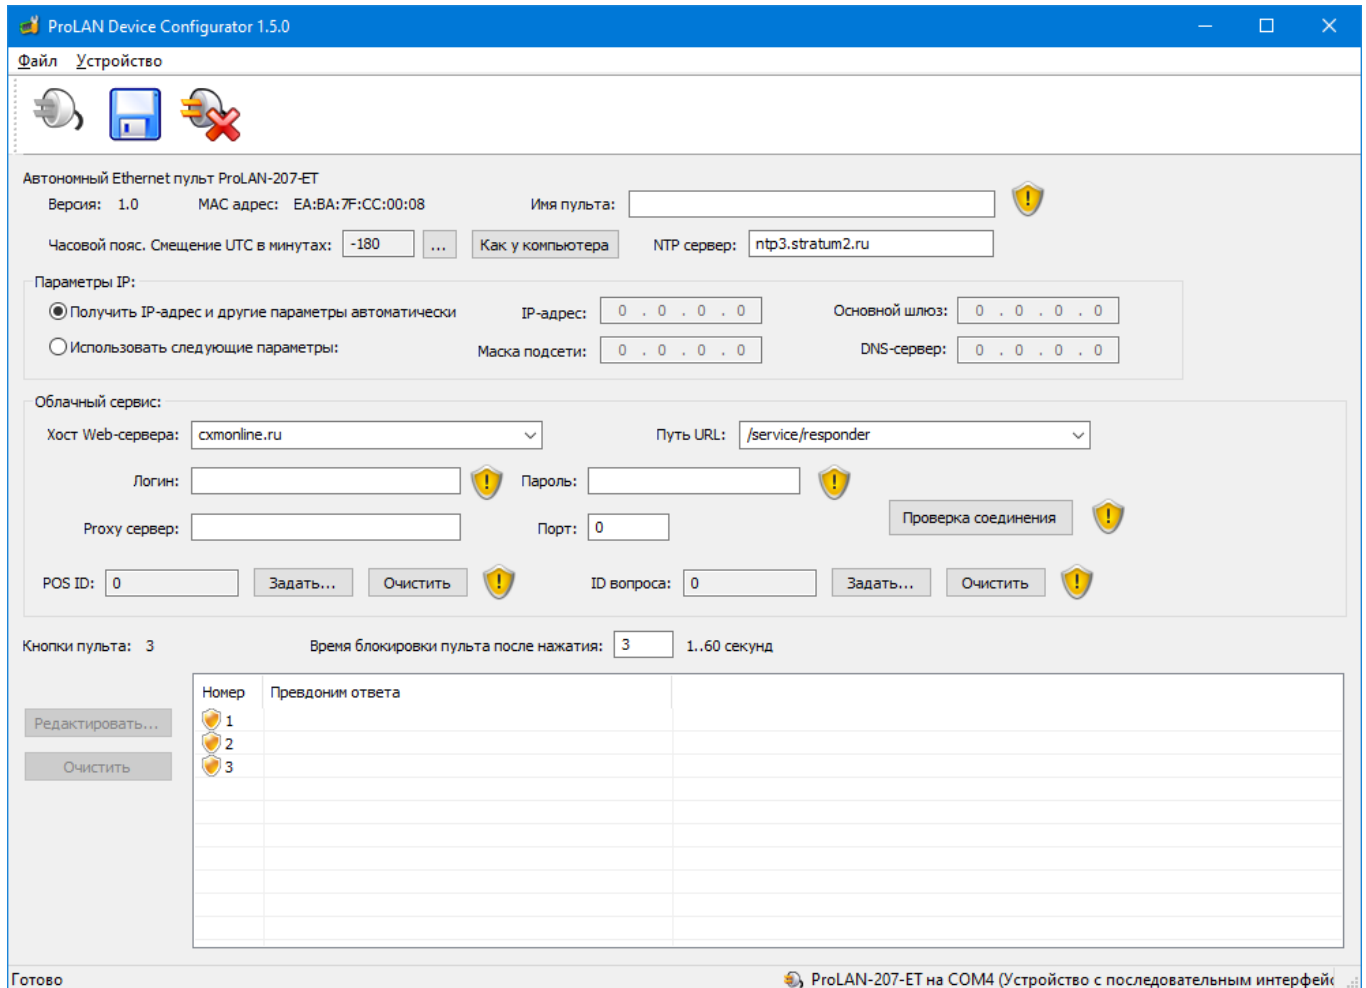 ProLAN Device Configurator 1.5.0
Файл Устройство
Автономный Ethernet пульт ProLAN-207-ET
Версия: 1.0 MAC адрес: EA:BA:7F:CC:00:08 Имя пульта:
Часовой пояс. Смещение UTC в минутах: -180 ... Как у компьютера NTP сервер: ntp3.stratum2.ru
Параметры IP:
Получить IP-адрес и другие параметры автоматически IP-адрес: 0 . 0 . 0 . 0 Основной шлюз: 0 . 0 . 0 . 0
Использовать следующие параметры: Маска подсети: 0 . 0 . 0 . 0 DNS-сервер: 0 . 0 . 0 . 0
Облачный сервис:
Хост Web-сервера: cxmonline.ru Путь URL: /service/responder
Логин: Пароль:
Проверка соединения
Proxy сервер: Порт: 0
POS ID: 0 Задать... Очистить ID вопроса: 0 Задать... Очистить
Кнопки пульта: 3 Время блокировки пульта после нажатия: 3 1..60 секунд
Номер Превдоним ответа
Редактировать... 1
2
Очистить 3
Готово ProLAN-207-ET на COM4 (Устройство с последовательным интерфей